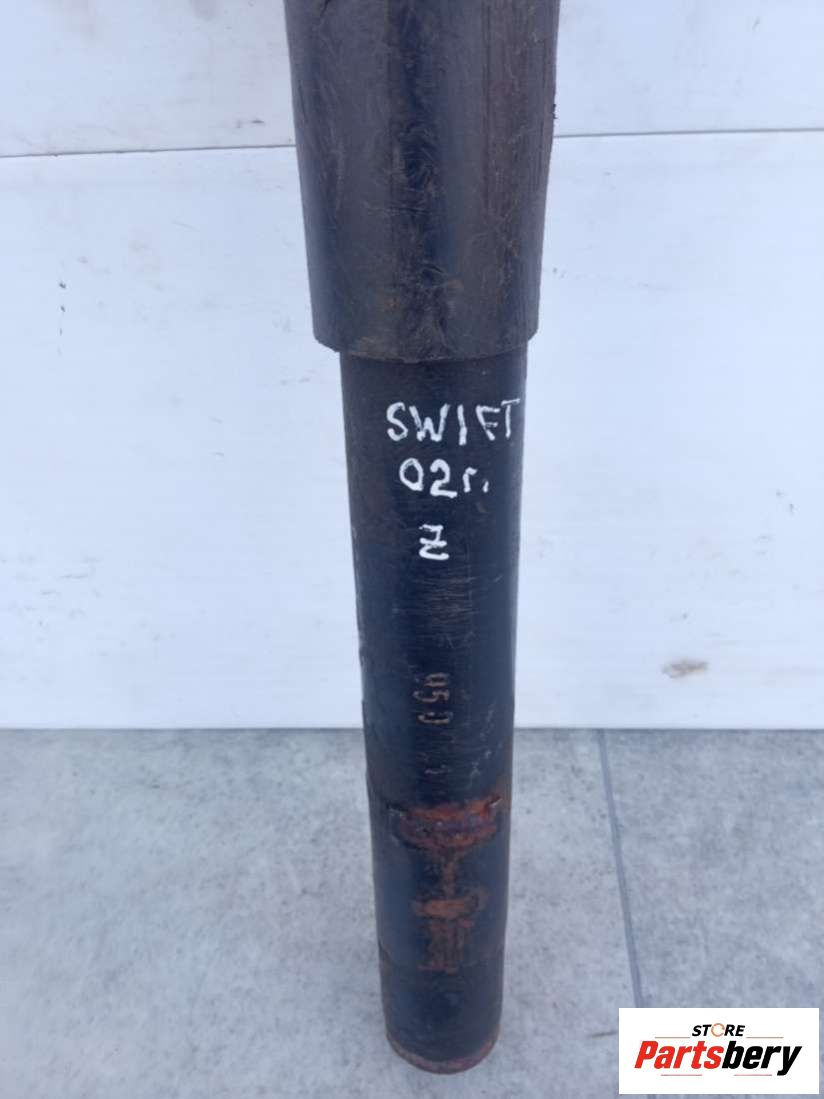 SWIFT
02r.
Z
STORE
Partsbery